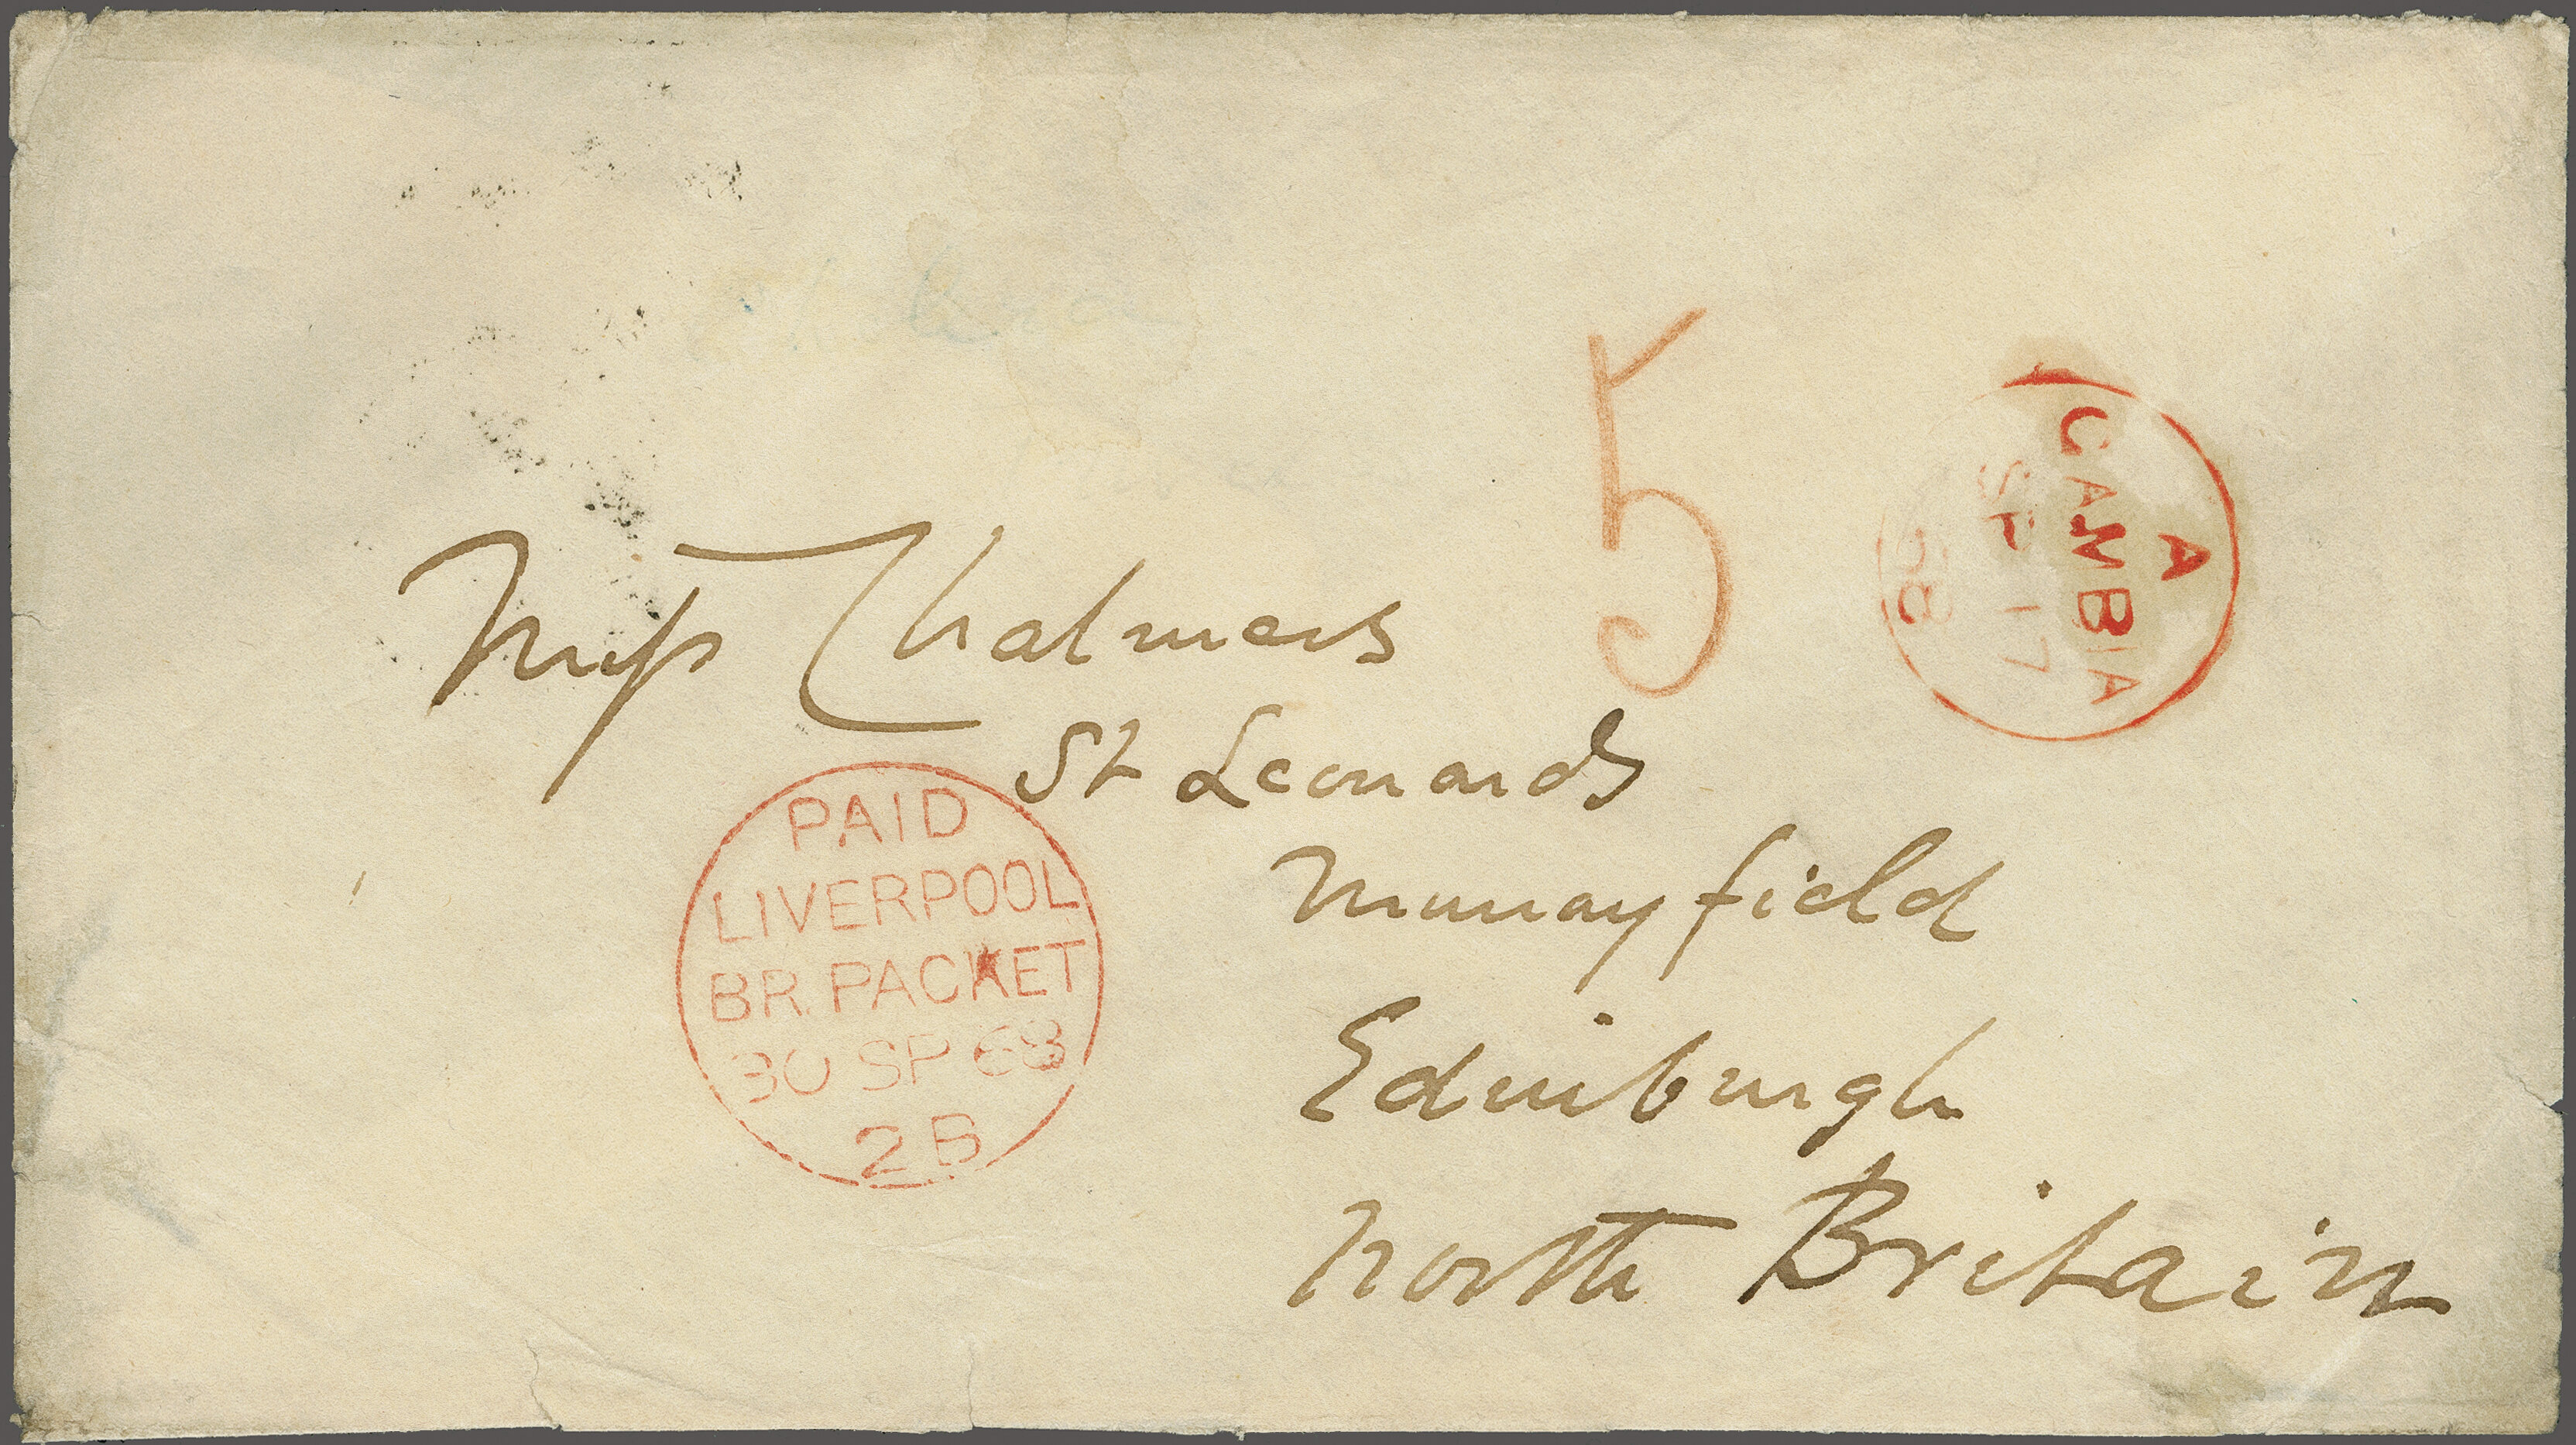 5
A
GAMBIA
SP 17
68
Miss Chalmers
St Leonards
Murrayfield
Edinburgh
North Britain
PAID
LIVERPOOL
BR. PACKET
30 SP 68
2B